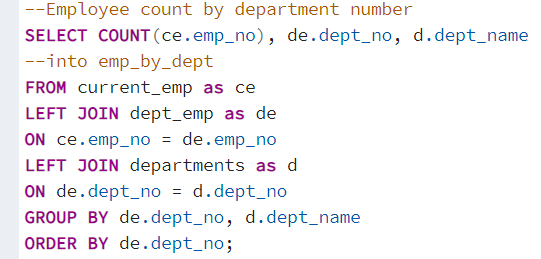 --Employee count by department number
SELECT COUNT(ce.emp_no), de.dept_no, d.dept_name
--into emp_by_dept
FROM current_emp as ce
LEFT JOIN dept_emp as de
ON ce.emp_no = de.emp_no
LEFT JOIN departments as d
ON de.dept_no = d.dept_no
GROUP BY de.dept_no, d.dept_name
ORDER BY de.dept_no;